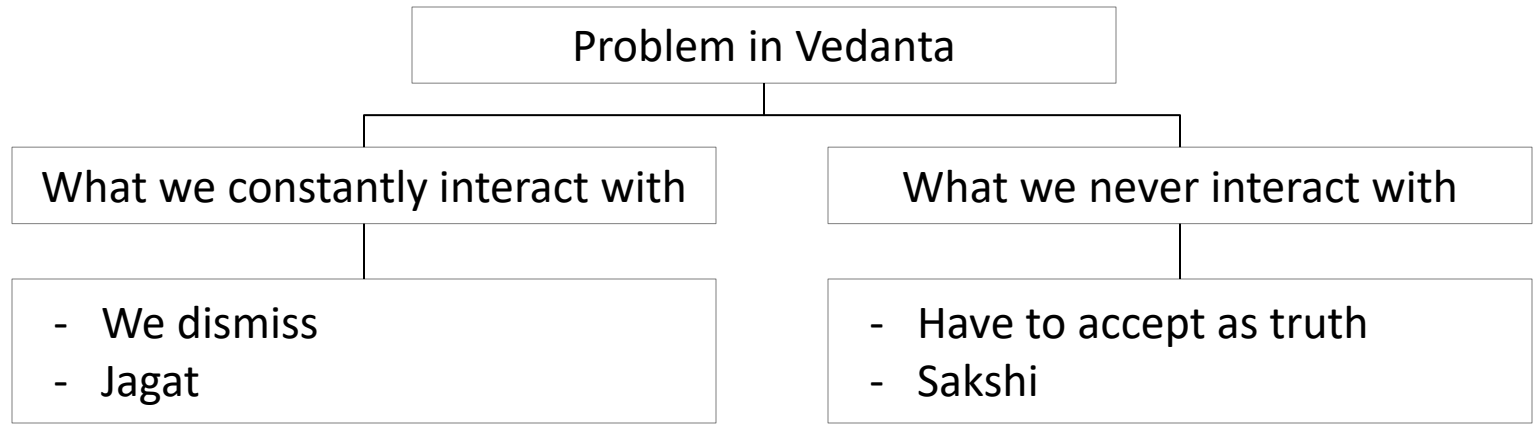 Problem in Vedanta
What we constantly interact with
What we never interact with
- We dismiss
- Jagat
- Have to accept as truth
- Sakshi